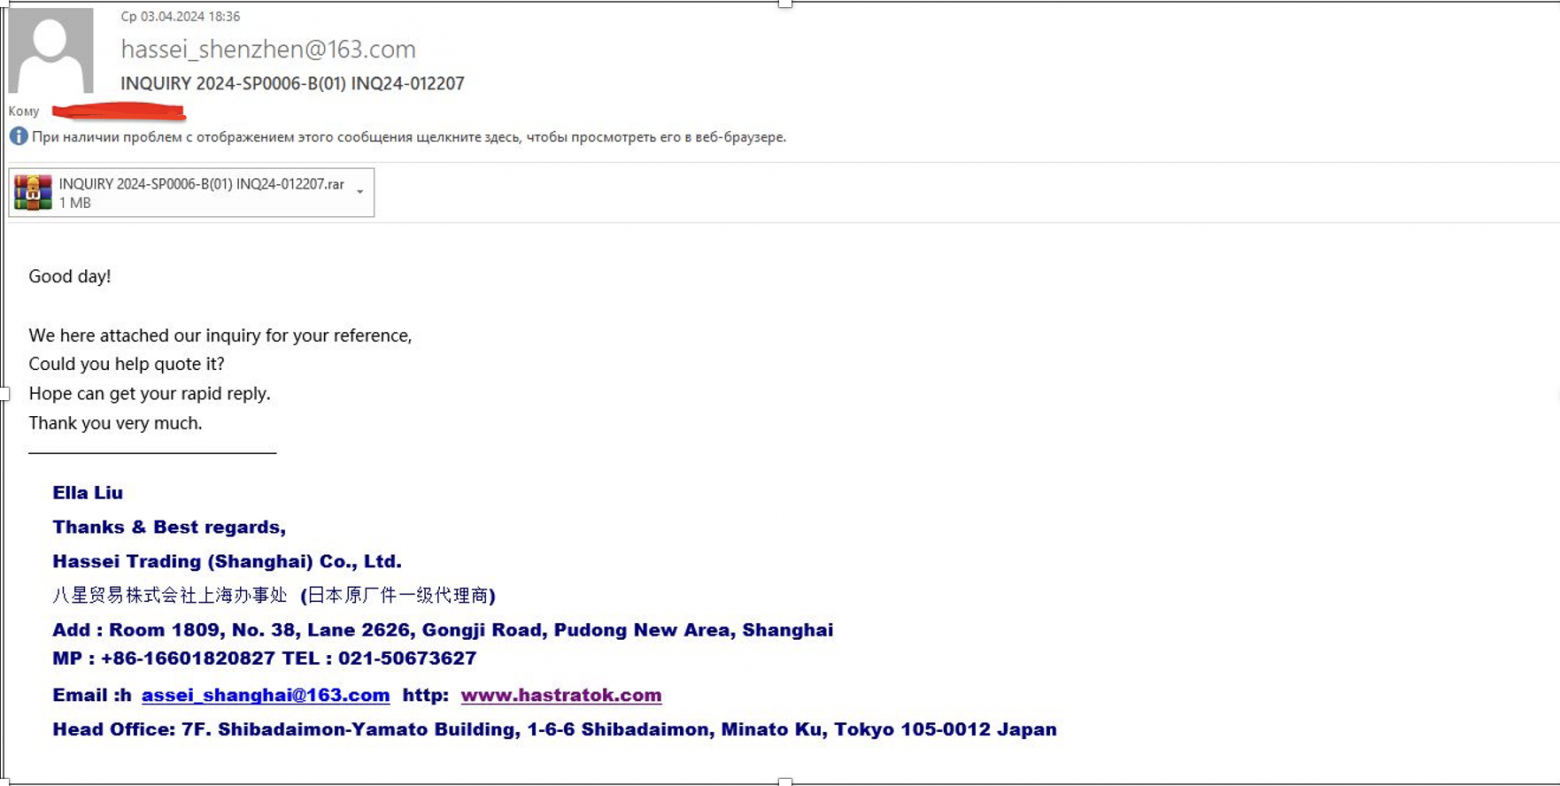 Ср 03.04.2024 18:36
hassei_shenzhen@163.com
INQUIRY 2024-SP0006-B(01) INQ24-012207
Кому
При наличии проблем с отображением этого сообщения щелкните здесь, чтобы просмотреть его в веб-браузере.
INQUIRY 2024-SP0006-B(01) INQ24-012207.rar
1 MB
Good day!
We here attached our inquiry for your reference,
Could you help quote it?
Hope can get your rapid reply.
Thank you very much.
Ella Liu
Thanks & Best regards,
Hassei Trading (Shanghai) Co., Ltd.
八星贸易株式会社上海办事处 (日本原厂件一级代理商)
Add : Room 1809, No. 38, Lane 2626, Gongji Road, Pudong New Area, Shanghai
MP : +86-16601820827 TEL : 021-50673627
Email :h assei_shanghai@163.com http: www.hastratok.com
Head Office: 7F. Shibadaimon-Yamato Building, 1-6-6 Shibadaimon, Minato Ku, Tokyo 105-0012 Japan